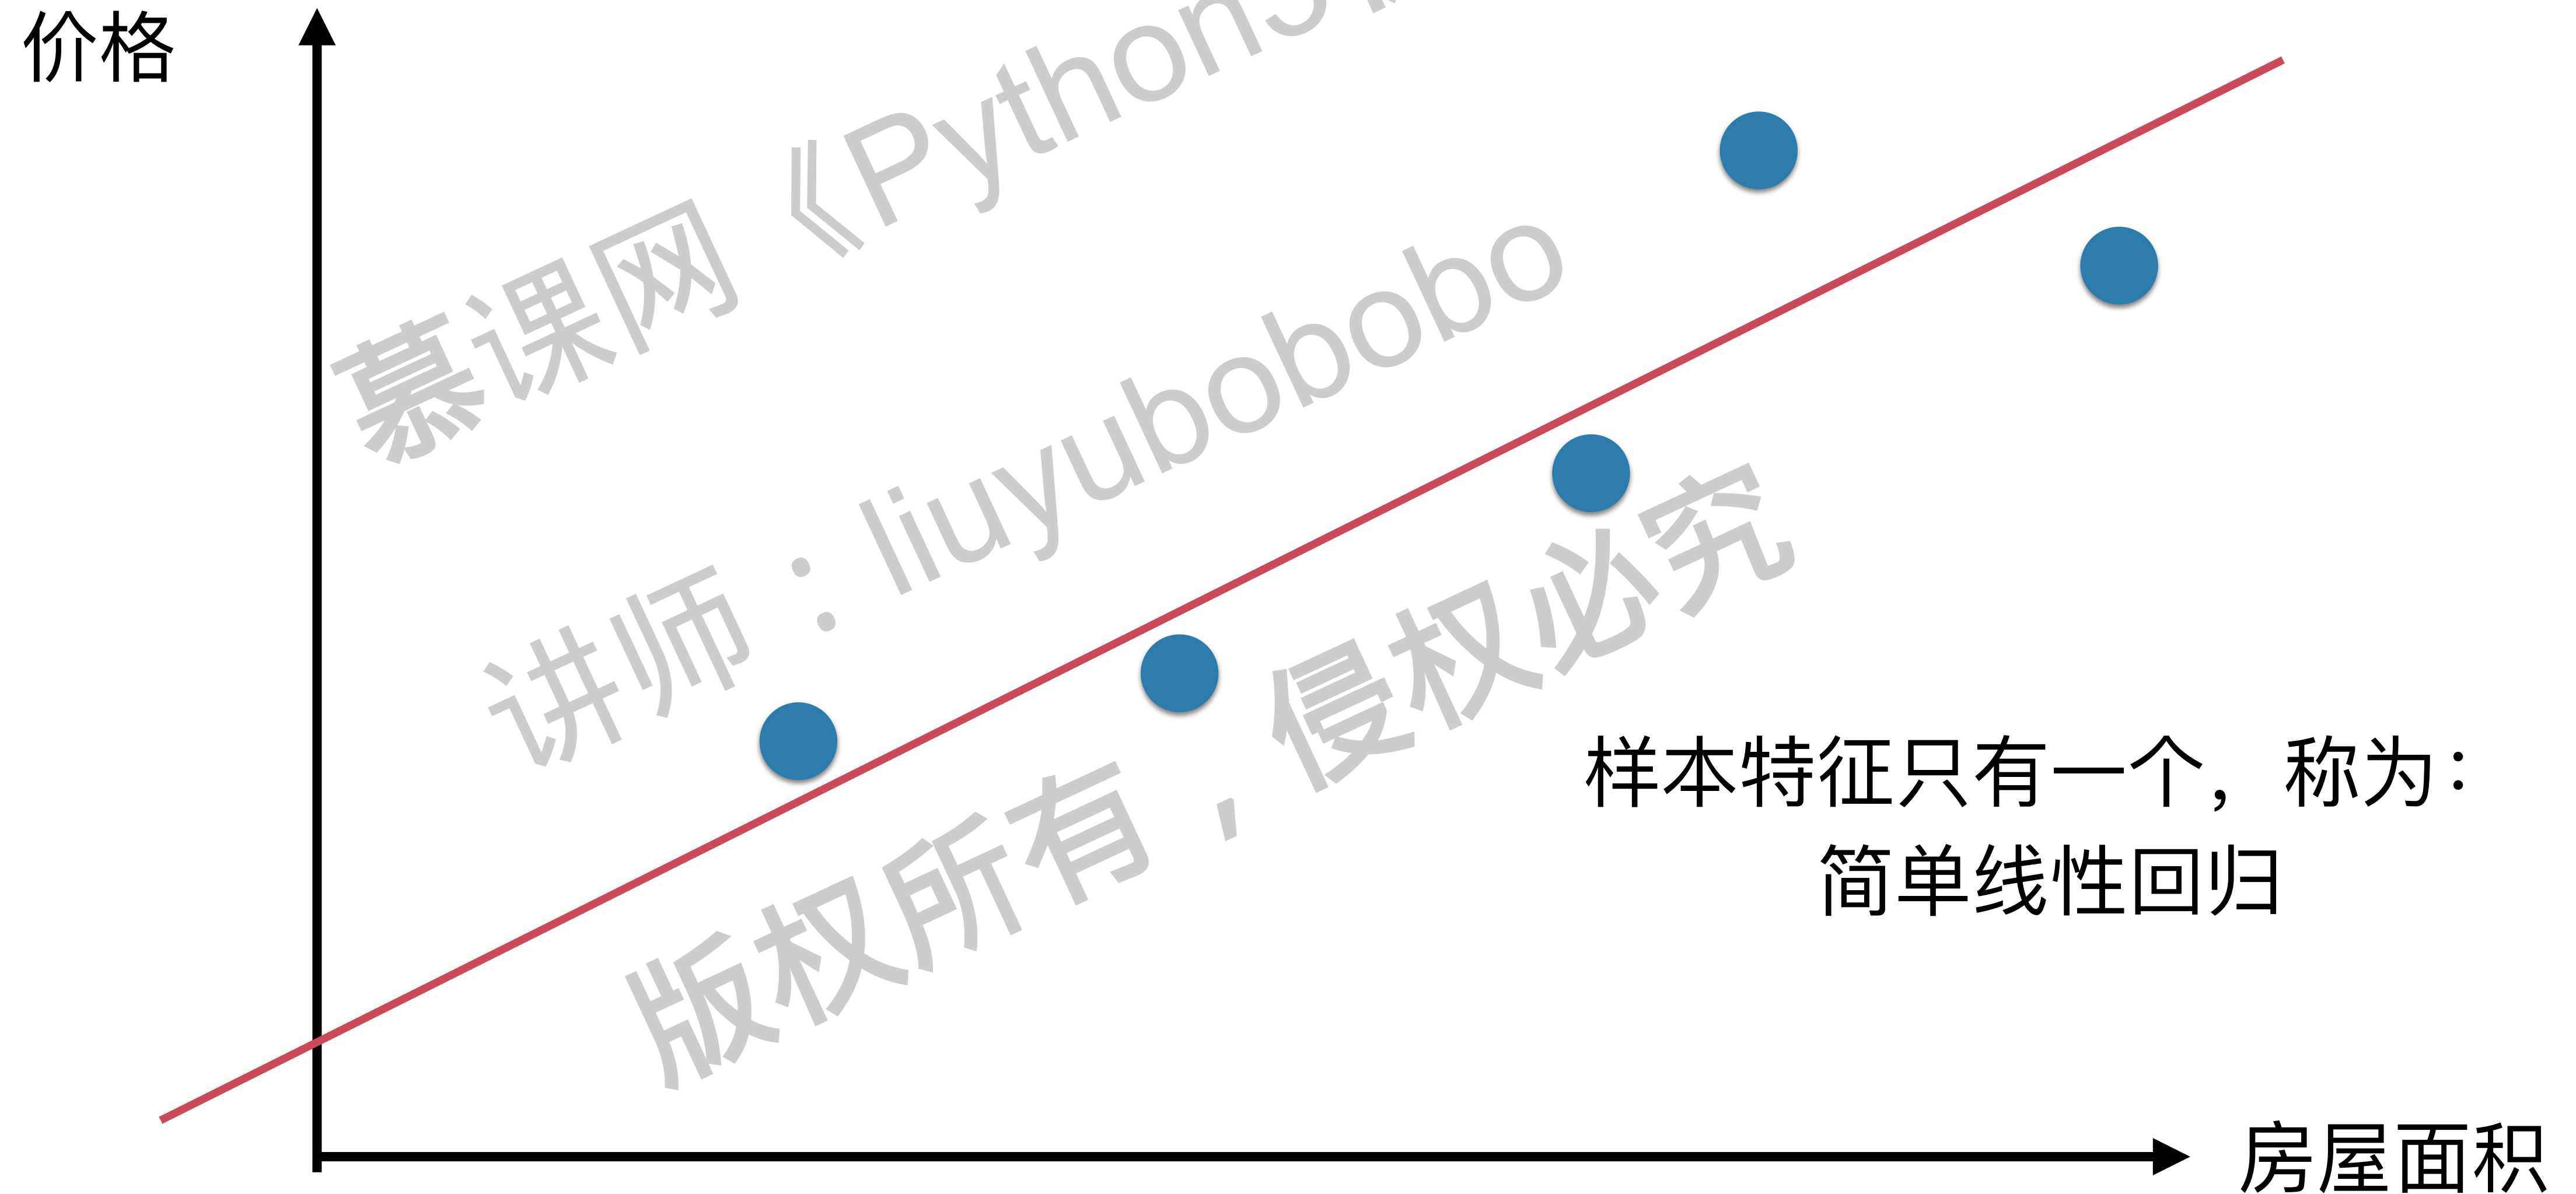 价格
慕课网《Python3
讲师：liuyubobobo
版权所有，侵权必究
样本特征只有一个，称为：
简单线性回归
房屋面积